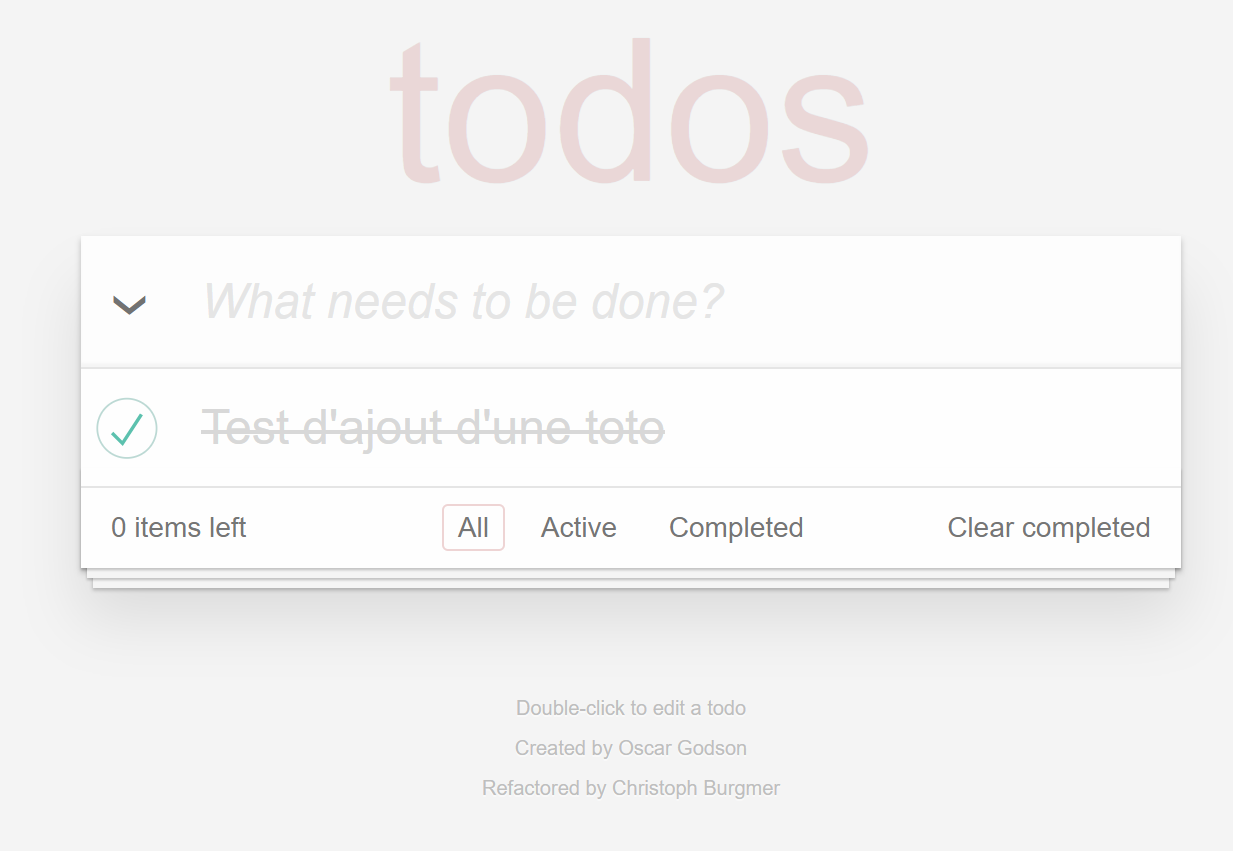 todos
What needs to be done?
Test d'ajout d'une toto
0 items left All Active Completed Clear completed
Double-click to edit a todo
Created by Oscar Godson
Refactored by Christoph Burgmer